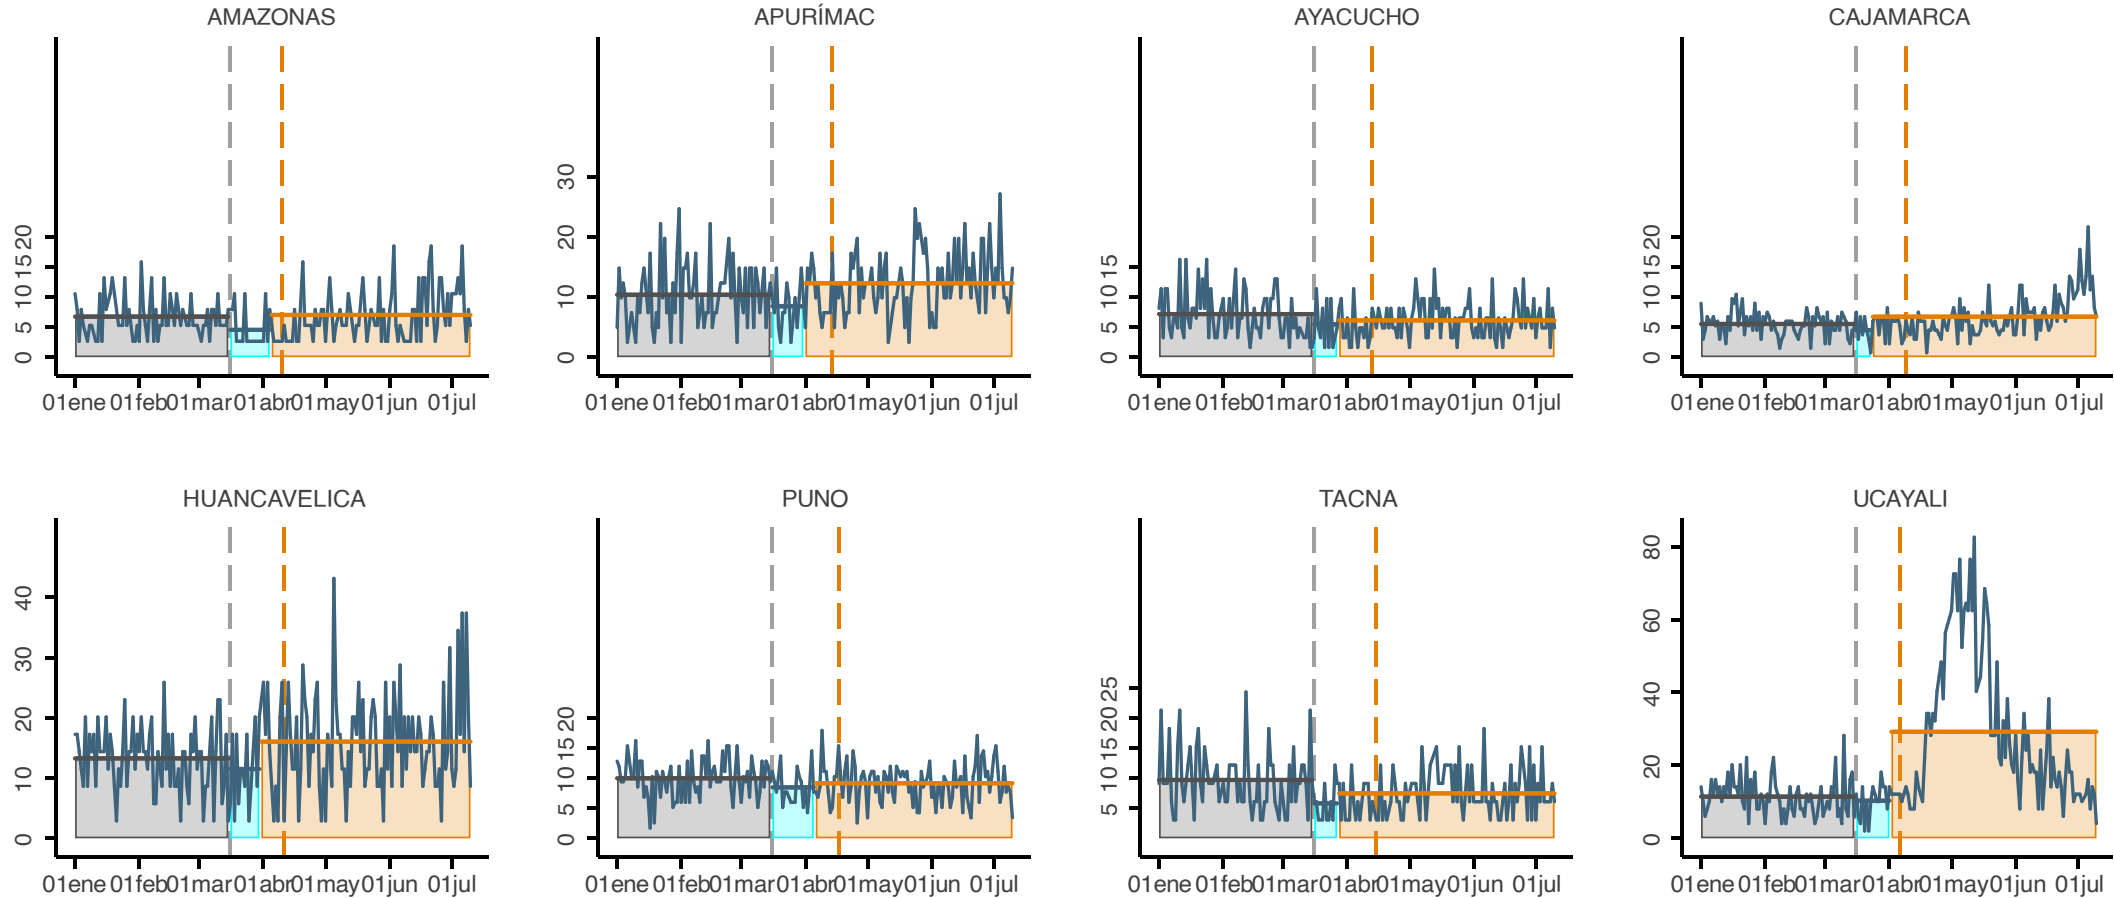 AMAZONAS
0 5 10 15 20
01ene 01feb 01mar 01abr 01may 01jun 01jul
APURÍMAC
0 10 20 30
01ene 01feb 01mar 01abr 01may 01jun 01jul
AYACUCHO
0 5 10 15
01ene 01feb 01mar 01abr 01may 01jun 01jul
CAJAMARCA
0 5 10 15 20
01ene 01feb 01mar 01abr 01may 01jun 01jul
HUANCAVELICA
0 10 20 30 40
01ene 01feb 01mar 01abr 01may 01jun 01jul
PUNO
0 5 10 15 20
01ene 01feb 01mar 01abr 01may 01jun 01jul
TACNA
5 10 15 20 25
01ene 01feb 01mar 01abr 01may 01jun 01jul
UCAYALI
0 20 40 60 80
01ene 01feb 01mar 01abr 01may 01jun 01jul